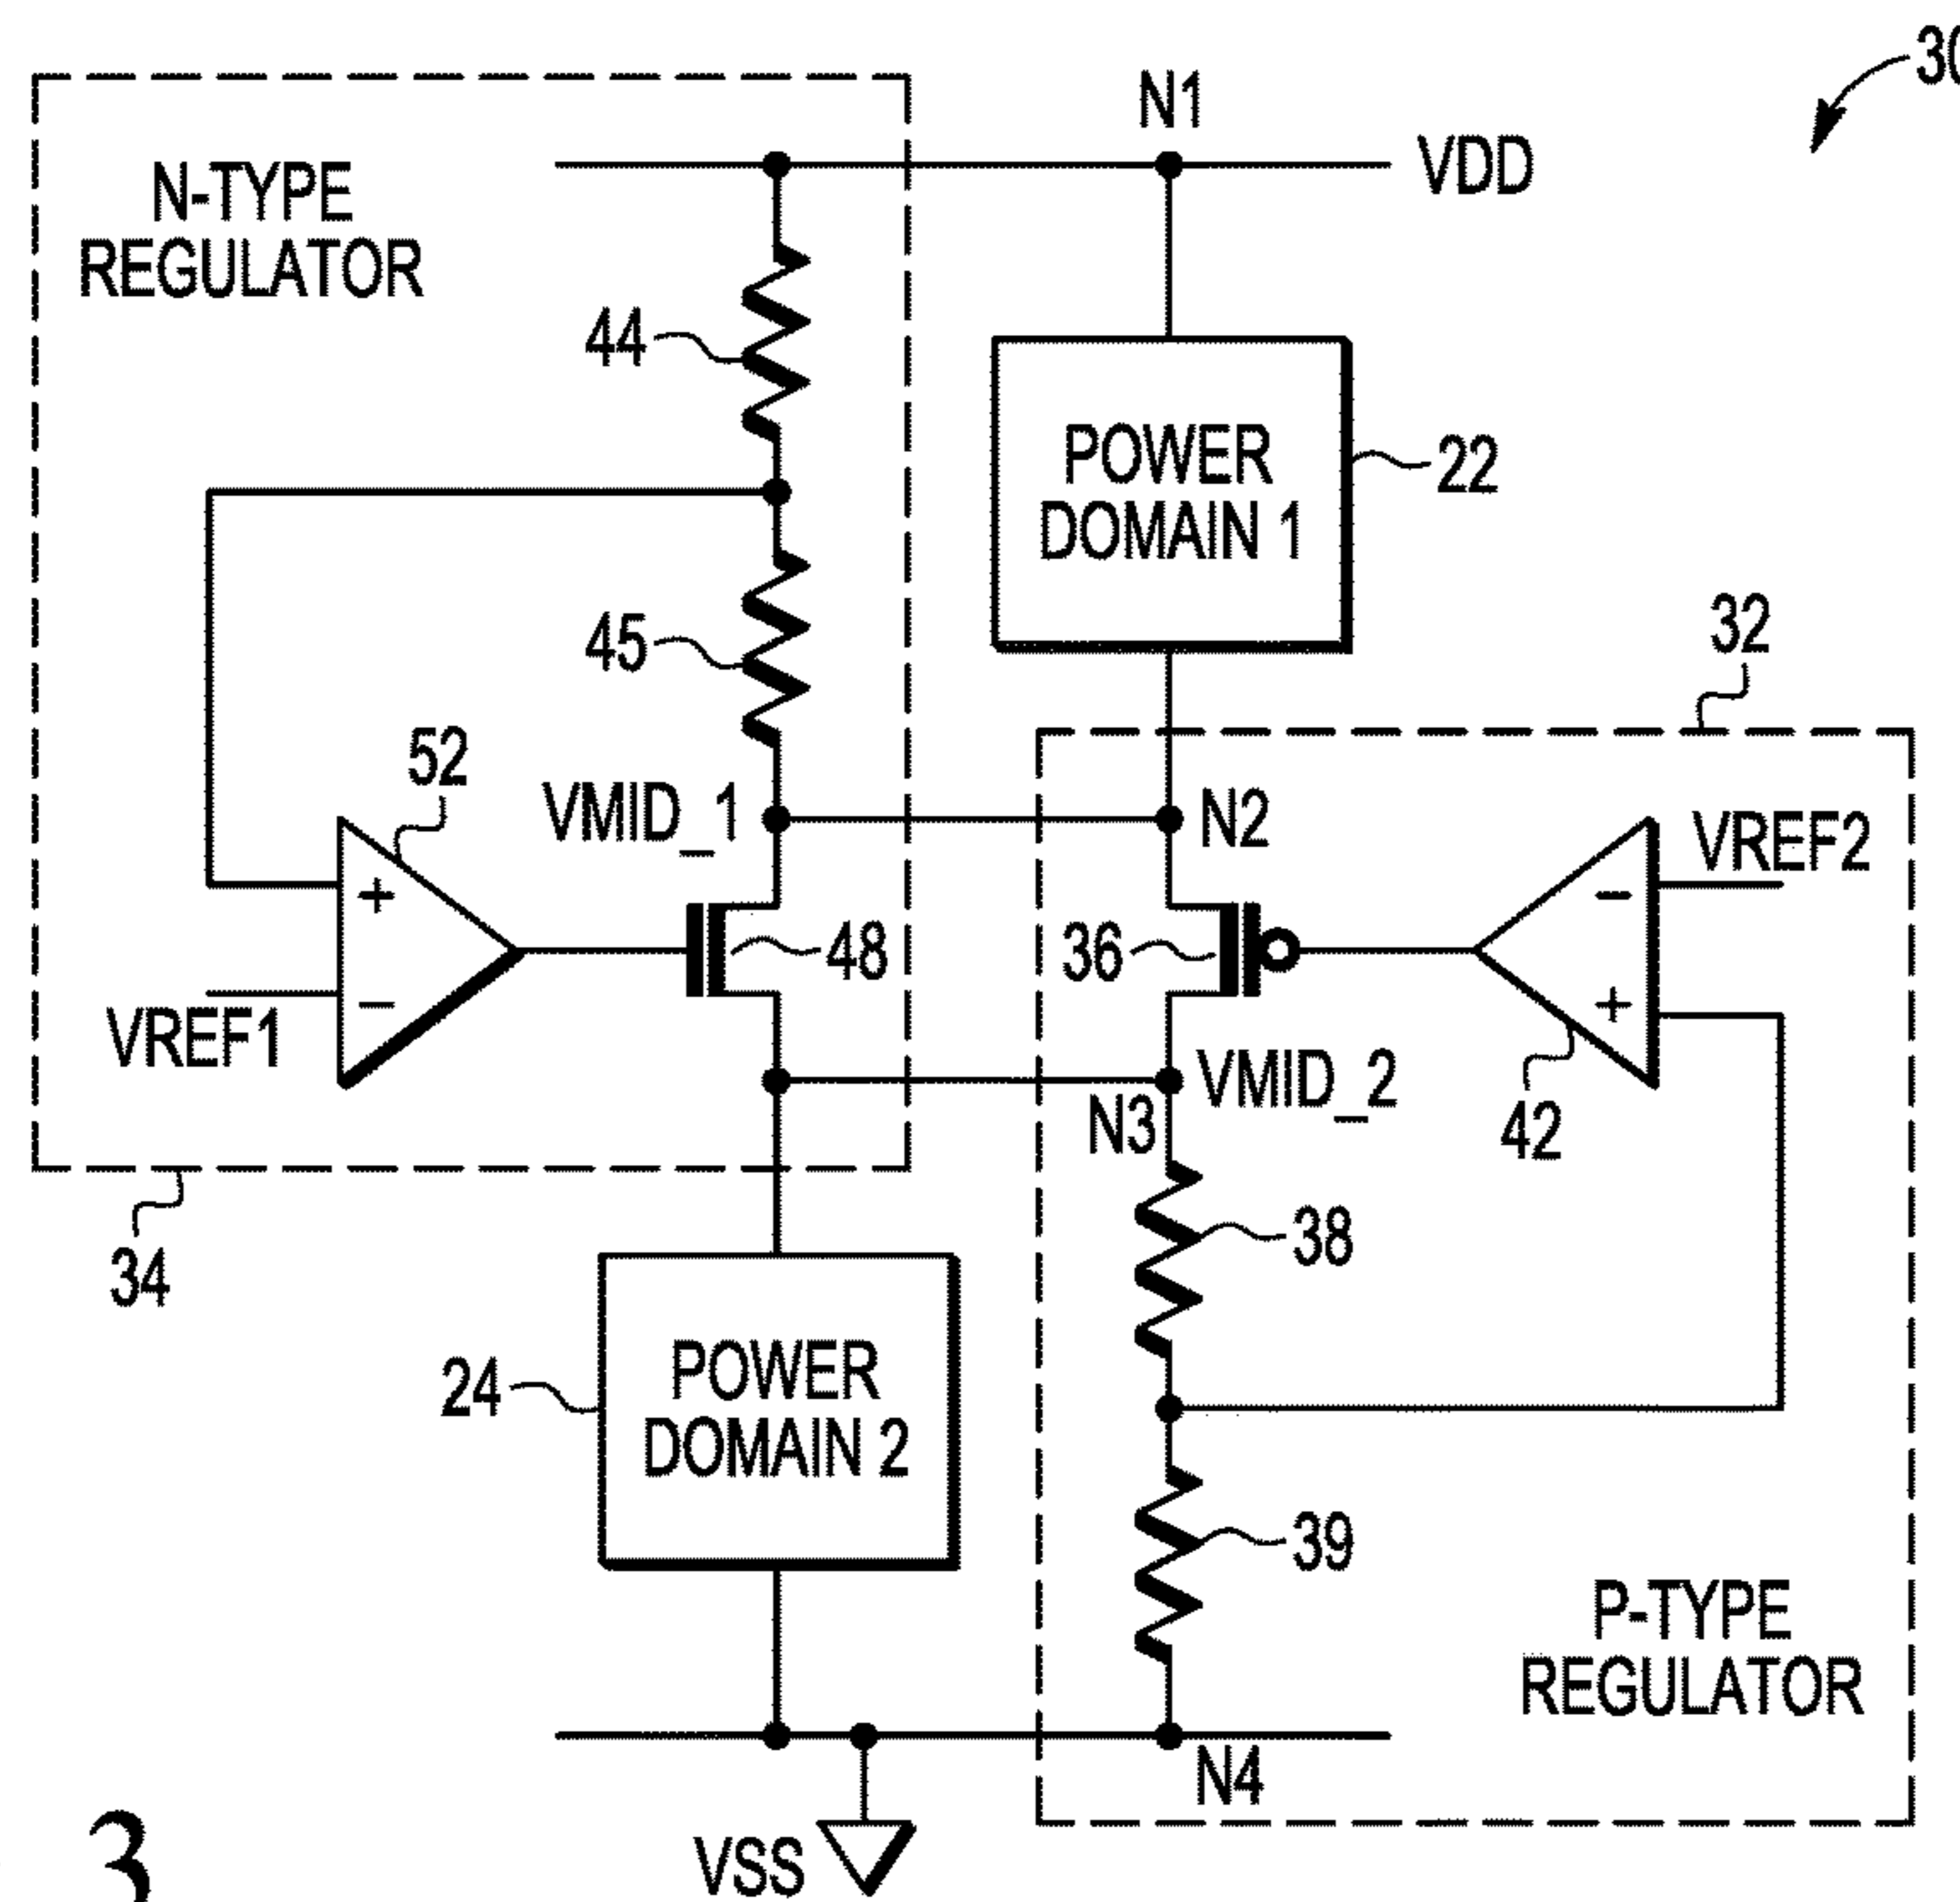 30
N1
VDD
N-TYPE
REGULATOR
44
POWER
DOMAIN 1
22
45
32
52
VMID_1
N2
VREF2
+
−
48
36
−
+
VREF1
VMID_2
N3
42
38
34
24
POWER
DOMAIN 2
39
P-TYPE
REGULATOR
N4
VSS
3